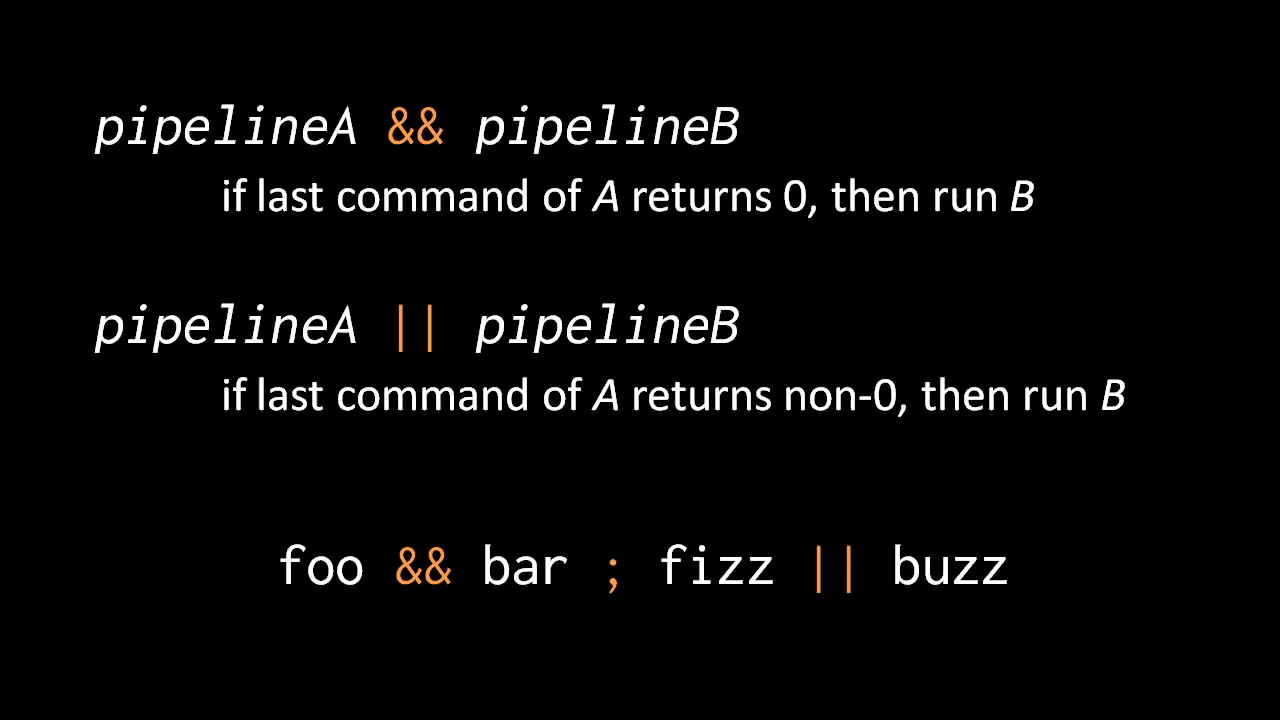 pipelineA && pipelineB
if last command of A returns 0, then run B
pipelineA || pipelineB
if last command of A returns non-0, then run B
foo && bar ; fizz || buzz